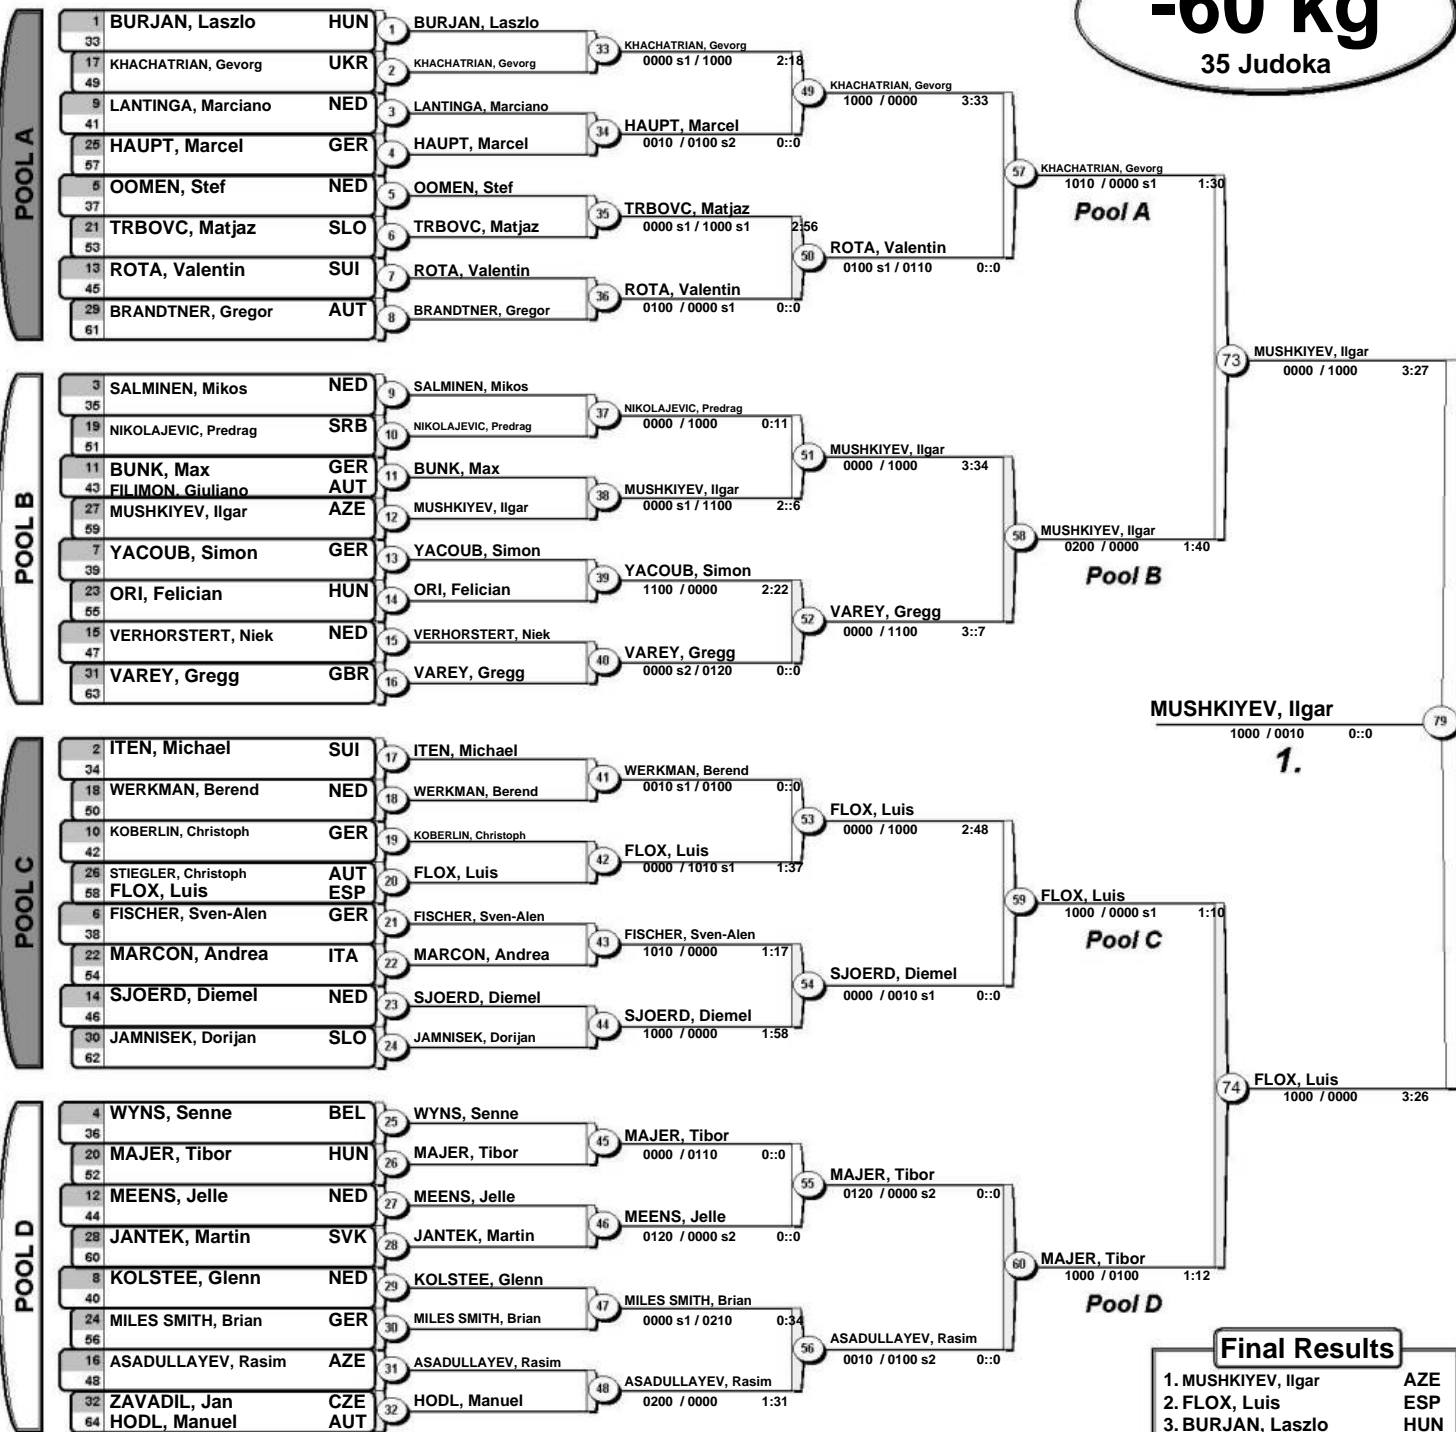 -60 kg
35 Judoka
POOL A
1 BURJAN, Laszlo HUN
33
17 KHACHATRIAN, Gevorg UKR
49
9 LANTINGA, Marciano NED
41
25 HAUPT, Marcel GER
57
5 OOMEN, Stef NED
37
21 TRBOVC, Matjaz SLO
53
13 ROTA, Valentin SUI
45
29 BRANDTNER, Gregor AUT
61
1 BURJAN, Laszlo
2 KHACHATRIAN, Gevorg
3 LANTINGA, Marciano
4 HAUPT, Marcel
5 OOMEN, Stef
6 TRBOVC, Matjaz
7 ROTA, Valentin
8 BRANDTNER, Gregor
33 KHACHATRIAN, Gevorg
0000 s1 / 1000 2:18
34 HAUPT, Marcel
0010 / 0100 s2 0::0
35 TRBOVC, Matjaz
0000 s1 / 1000 s1 2:56
36 ROTA, Valentin
0100 / 0000 s1 0::0
49 KHACHATRIAN, Gevorg
1000 / 0000 3:33
50 ROTA, Valentin
0100 s1 / 0110 0::0
57 KHACHATRIAN, Gevorg
1010 / 0000 s1 1:30
Pool A
POOL B
3 SALMINEN, Mikos NED
35
19 NIKOLAJEVIC, Predrag SRB
51
11 BUNK, Max GER
43 FILIMON, Giuliano AUT
27 MUSHKIYEV, Ilgar AZE
59
7 YACOUB, Simon GER
39
23 ORI, Felician HUN
55
15 VERHORSTERT, Niek NED
47
31 VAREY, Gregg GBR
63
9 SALMINEN, Mikos
10 NIKOLAJEVIC, Predrag
11 BUNK, Max
12 MUSHKIYEV, Ilgar
13 YACOUB, Simon
14 ORI, Felician
15 VERHORSTERT, Niek
16 VAREY, Gregg
37 NIKOLAJEVIC, Predrag
0000 / 1000 0:11
38 MUSHKIYEV, Ilgar
0000 s1 / 1100 2::6
39 YACOUB, Simon
1100 / 0000 2:22
40 VAREY, Gregg
0000 s2 / 0120 0::0
51 MUSHKIYEV, Ilgar
0000 / 1000 3:34
52 VAREY, Gregg
0000 / 1100 3::7
58 MUSHKIYEV, Ilgar
0200 / 0000 1:40
Pool B
73 MUSHKIYEV, Ilgar
0000 / 1000 3:27
MUSHKIYEV, Ilgar 79
1000 / 0010 0::0
1.
POOL C
2 ITEN, Michael SUI
34
18 WERKMAN, Berend NED
50
10 KOBERLIN, Christoph GER
42
26 STIEGLER, Christoph AUT
58 FLOX, Luis ESP
6 FISCHER, Sven-Alen GER
38
22 MARCON, Andrea ITA
54
14 SJOERD, Diemel NED
46
30 JAMNISEK, Dorijan SLO
62
17 ITEN, Michael
18 WERKMAN, Berend
19 KOBERLIN, Christoph
20 FLOX, Luis
21 FISCHER, Sven-Alen
22 MARCON, Andrea
23 SJOERD, Diemel
24 JAMNISEK, Dorijan
41 WERKMAN, Berend
0010 s1 / 0100 0::0
42 FLOX, Luis
0000 / 1010 s1 1:37
43 FISCHER, Sven-Alen
1010 / 0000 1:17
44 SJOERD, Diemel
1000 / 0000 1:58
53 FLOX, Luis
0000 / 1000 2:48
54 SJOERD, Diemel
0000 / 0010 s1 0::0
59 FLOX, Luis
1000 / 0000 s1 1:10
Pool C
POOL D
4 WYNS, Senne BEL
36
20 MAJER, Tibor HUN
52
12 MEENS, Jelle NED
44
28 JANTEK, Martin SVK
60
8 KOLSTEE, Glenn NED
40
24 MILES SMITH, Brian GER
56
16 ASADULLAYEV, Rasim AZE
48
32 ZAVADIL, Jan CZE
64 HODL, Manuel AUT
25 WYNS, Senne
26 MAJER, Tibor
27 MEENS, Jelle
28 JANTEK, Martin
29 KOLSTEE, Glenn
30 MILES SMITH, Brian
31 ASADULLAYEV, Rasim
32 HODL, Manuel
45 MAJER, Tibor
0000 / 0110 0::0
46 MEENS, Jelle
0120 / 0000 s2 0::0
47 MILES SMITH, Brian
0000 s1 / 0210 0:34
48 ASADULLAYEV, Rasim
0200 / 0000 1:31
55 MAJER, Tibor
0120 / 0000 s2 0::0
56 ASADULLAYEV, Rasim
0010 / 0100 s2 0::0
60 MAJER, Tibor
1000 / 0100 1:12
Pool D
74 FLOX, Luis
1000 / 0000 3:26
Final Results
1. MUSHKIYEV, Ilgar AZE
2. FLOX, Luis ESP
3. BURJAN, Laszlo HUN